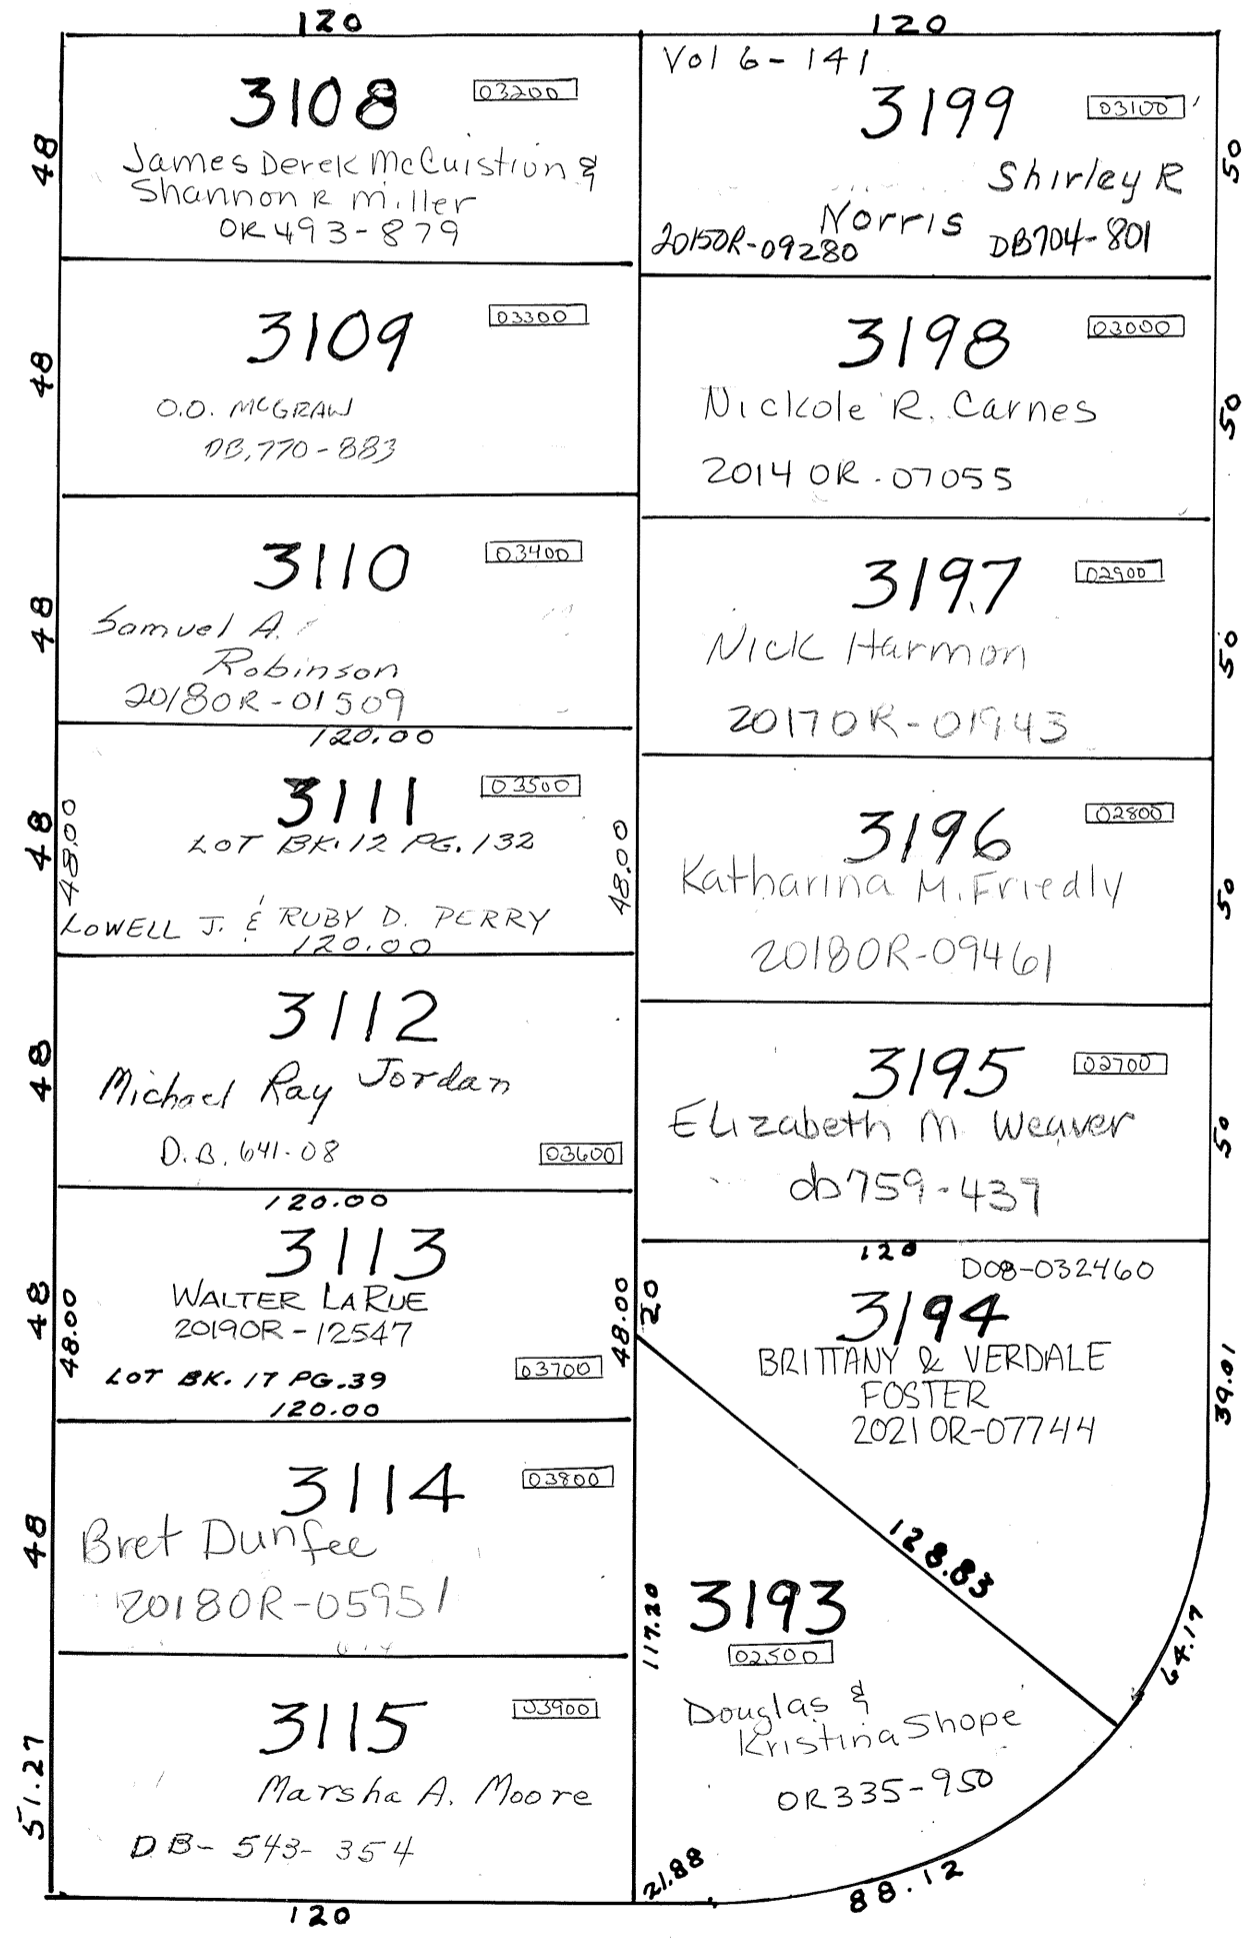 120
48
3108
03200
James Derek McCuistion &
Shannon R Miller
OR 493-879
48
3109
03300
O.O. McGRAW
DB. 770-883
48
3110
03400
Samuel A.
Robinson
2018OR-01509
120.00
48
48.00
3111
03500
LOT BK. 12 PG. 132
48.00
LOWELL J. & RUBY D. PERRY
120.00
48
3112
Michael Ray Jordan
D.B. 641-08
03600
120.00
48
48.00
3113
WALTER LARUE
2019OR-12547
48.00
LOT BK. 17 PG. 39
03700
120.00
48
3114
03800
Bret Dunfee
2018OR-05951
51.27
3115
03900
Marsha A. Moore
DB- 543- 354
120
120
Vol 6-141
3199
03100
50
Shirley R
Norris
2015OR-09280
DB704-801
3198
03000
Nickole R. Carnes
50
2014 OR-07055
3197
02900
Nick Harmon
50
2017OR-01943
3196
02800
Katharina M. Friedly
50
2018OR-09461
3195
02700
Elizabeth M. Weaver
50
db759-437
120
D08-032460
20
3194
BRITTANY & VERDALE
FOSTER
2021 OR-07744
39.01
128.83
64.17
117.20
3193
02500
Douglas &
Kristina Shope
OR335-950
21.88
88.12